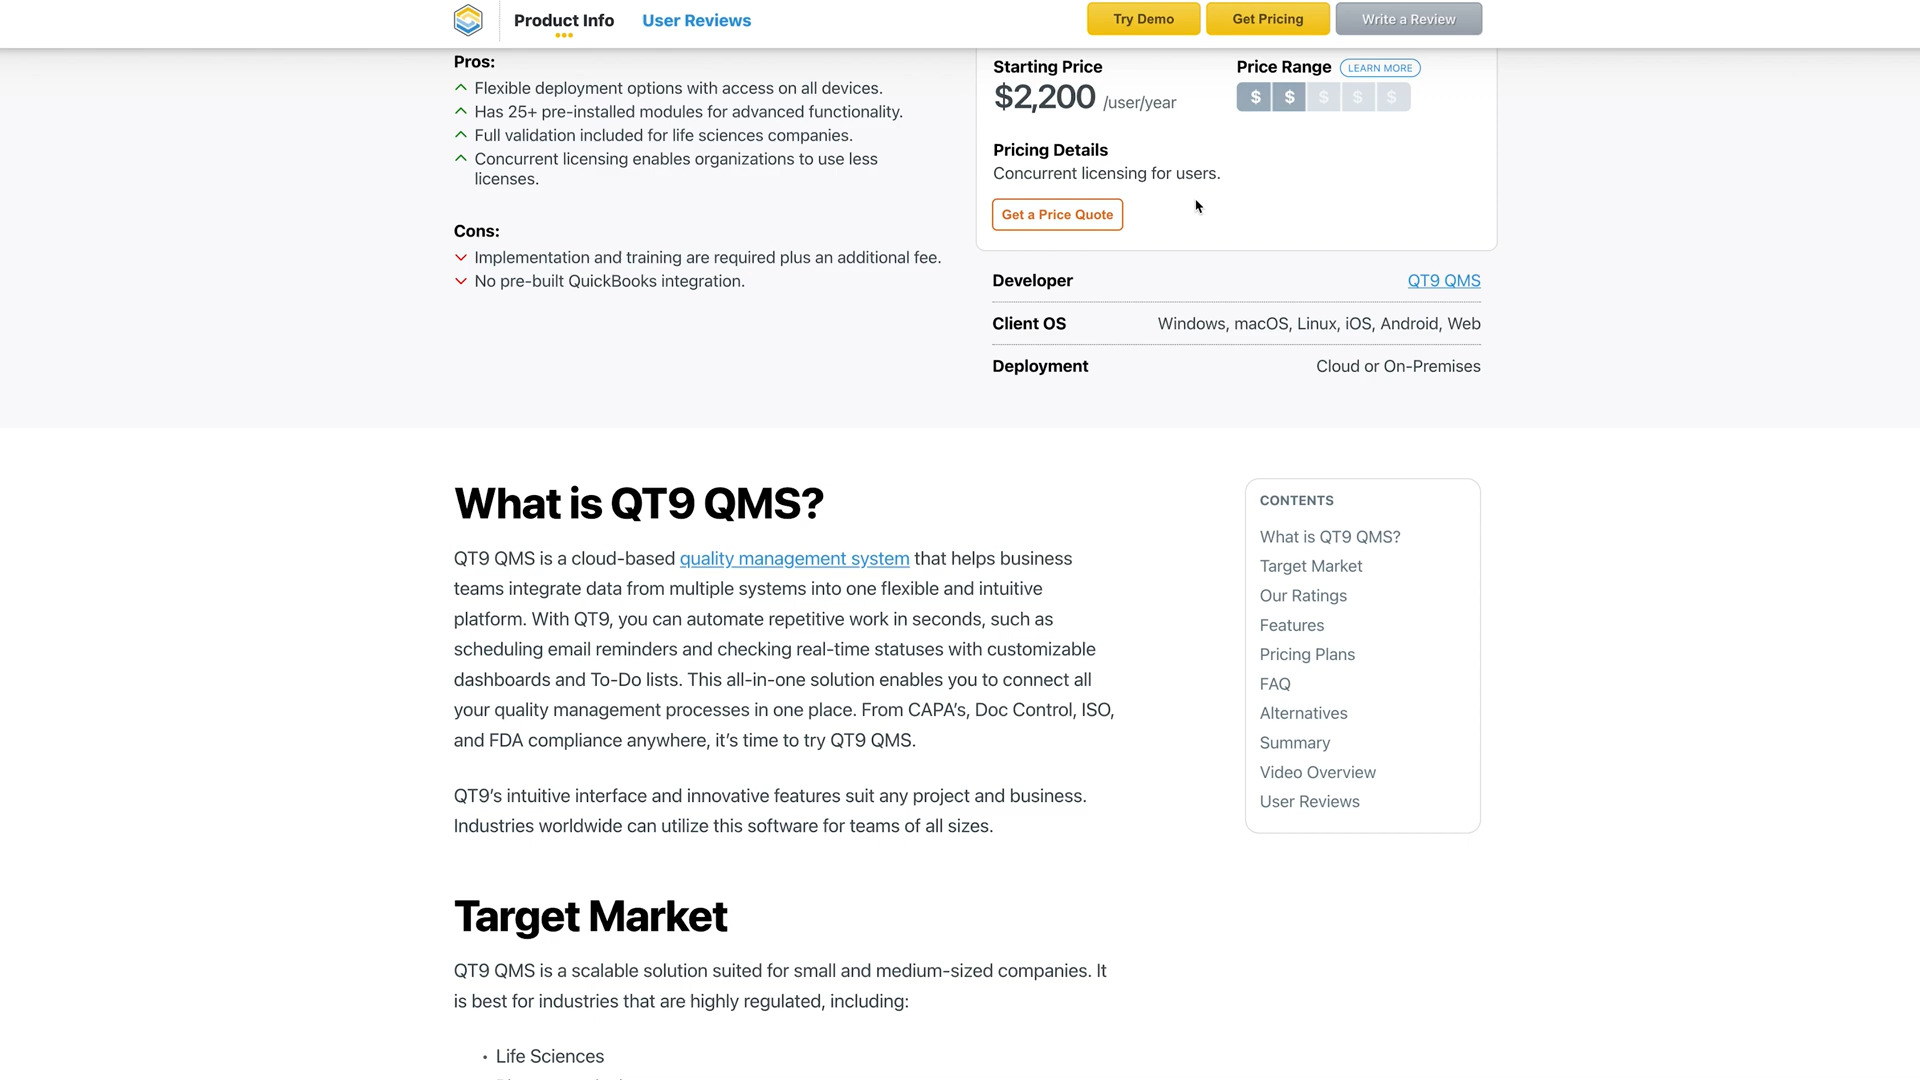 Product Info
User Reviews
Try Demo
Get Pricing
Write a Review
Pros:
Flexible deployment options with access on all devices.
Has 25+ pre-installed modules for advanced functionality.
Full validation included for life sciences companies.
Concurrent licensing enables organizations to use less
licenses.
Cons:
Implementation and training are required plus an additional fee.
No pre-built QuickBooks integration.
Starting Price
$2,200 /user/year
Price Range LEARN MORE
$ $ $ $ $
Pricing Details
Concurrent licensing for users.
Get a Price Quote
Developer QT9 QMS
Client OS Windows, macOS, Linux, iOS, Android, Web
Deployment Cloud or On-Premises
What is QT9 QMS?
QT9 QMS is a cloud-based quality management system that helps business
teams integrate data from multiple systems into one flexible and intuitive
platform. With QT9, you can automate repetitive work in seconds, such as
scheduling email reminders and checking real-time statuses with customizable
dashboards and To-Do lists. This all-in-one solution enables you to connect all
your quality management processes in one place. From CAPA’s, Doc Control, ISO,
and FDA compliance anywhere, it’s time to try QT9 QMS.
QT9’s intuitive interface and innovative features suit any project and business.
Industries worldwide can utilize this software for teams of all sizes.
Target Market
QT9 QMS is a scalable solution suited for small and medium-sized companies. It
is best for industries that are highly regulated, including:
• Life Sciences
CONTENTS
What is QT9 QMS?
Target Market
Our Ratings
Features
Pricing Plans
FAQ
Alternatives
Summary
Video Overview
User Reviews